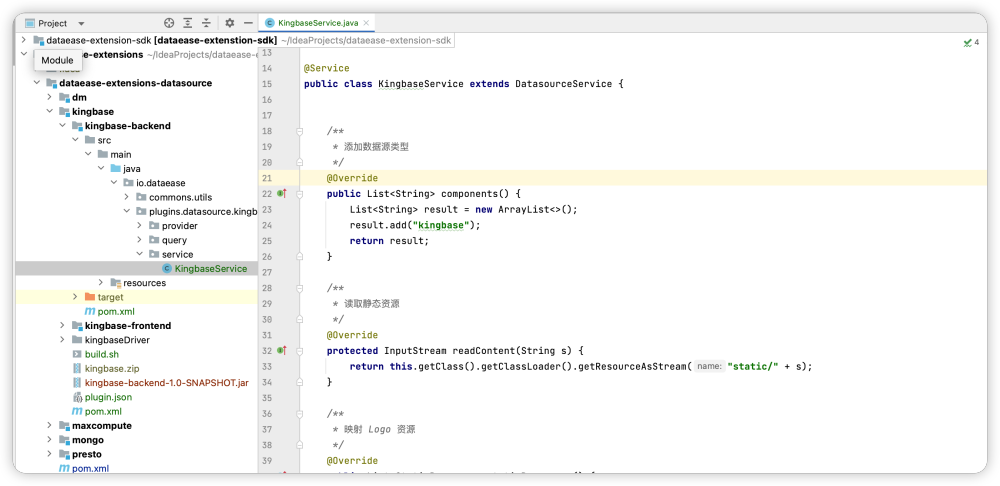 Project
KingbaseService.java
dataease-extension-sdk [dataease-extenstion-sdk] ~/IdeaProjects/dataease-extension-sdk
4
e-extensions ~/IdeaProjects/dataease-e
Module
dataease-extensions-datasource
dm
kingbase
kingbase-backend
src
main
java
io.dataease
commons.utils
plugins.datasource.kingb
provider
query
service
KingbaseService
resources
target
pom.xml
kingbase-frontend
kingbaseDriver
build.sh
kingbase.zip
kingbase-backend-1.0-SNAPSHOT.jar
plugin.json
pom.xml
maxcompute
mongo
presto
pom.xml
13
14 @Service
15 public class KingbaseService extends DatasourceService {
16
17
18 /**
19 * 添加数据源类型
20 */
21 @Override
22 public List<String> components() {
23 List<String> result = new ArrayList<>();
24 result.add("kingbase");
25 return result;
26 }
27
28 /**
29 * 读取静态资源
30 */
31 @Override
32 protected InputStream readContent(String s) {
33 return this.getClass().getClassLoader().getResourceAsStream( name: "static/" + s);
34 }
35
36 /**
37 * 映射 Logo 资源
38 */
39 @Override